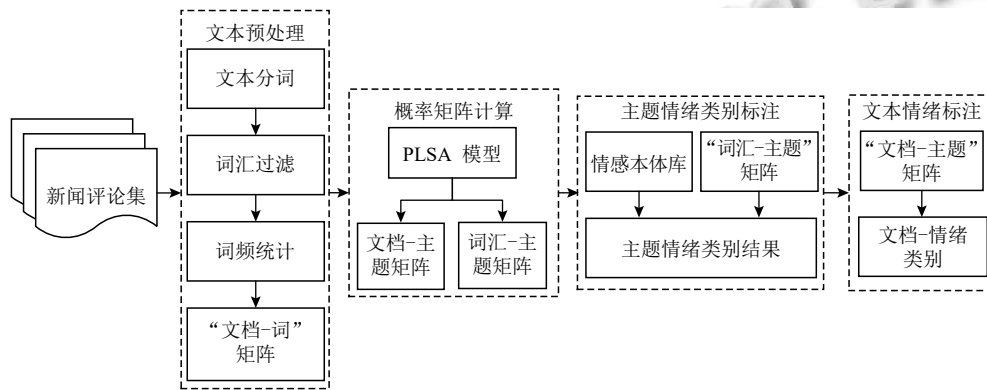 新闻评论集
文本预处理
文本分词
词汇过滤
词频统计
“文档-词”
矩阵
概率矩阵计算
PLSA 模型
文档-主
题矩阵
词汇-主
题矩阵
主题情绪类别标注
情感本体库
“词汇-主题”
矩阵
主题情绪类别结果
文本情绪标注
“文档-主题”
矩阵
文档-情绪
类别